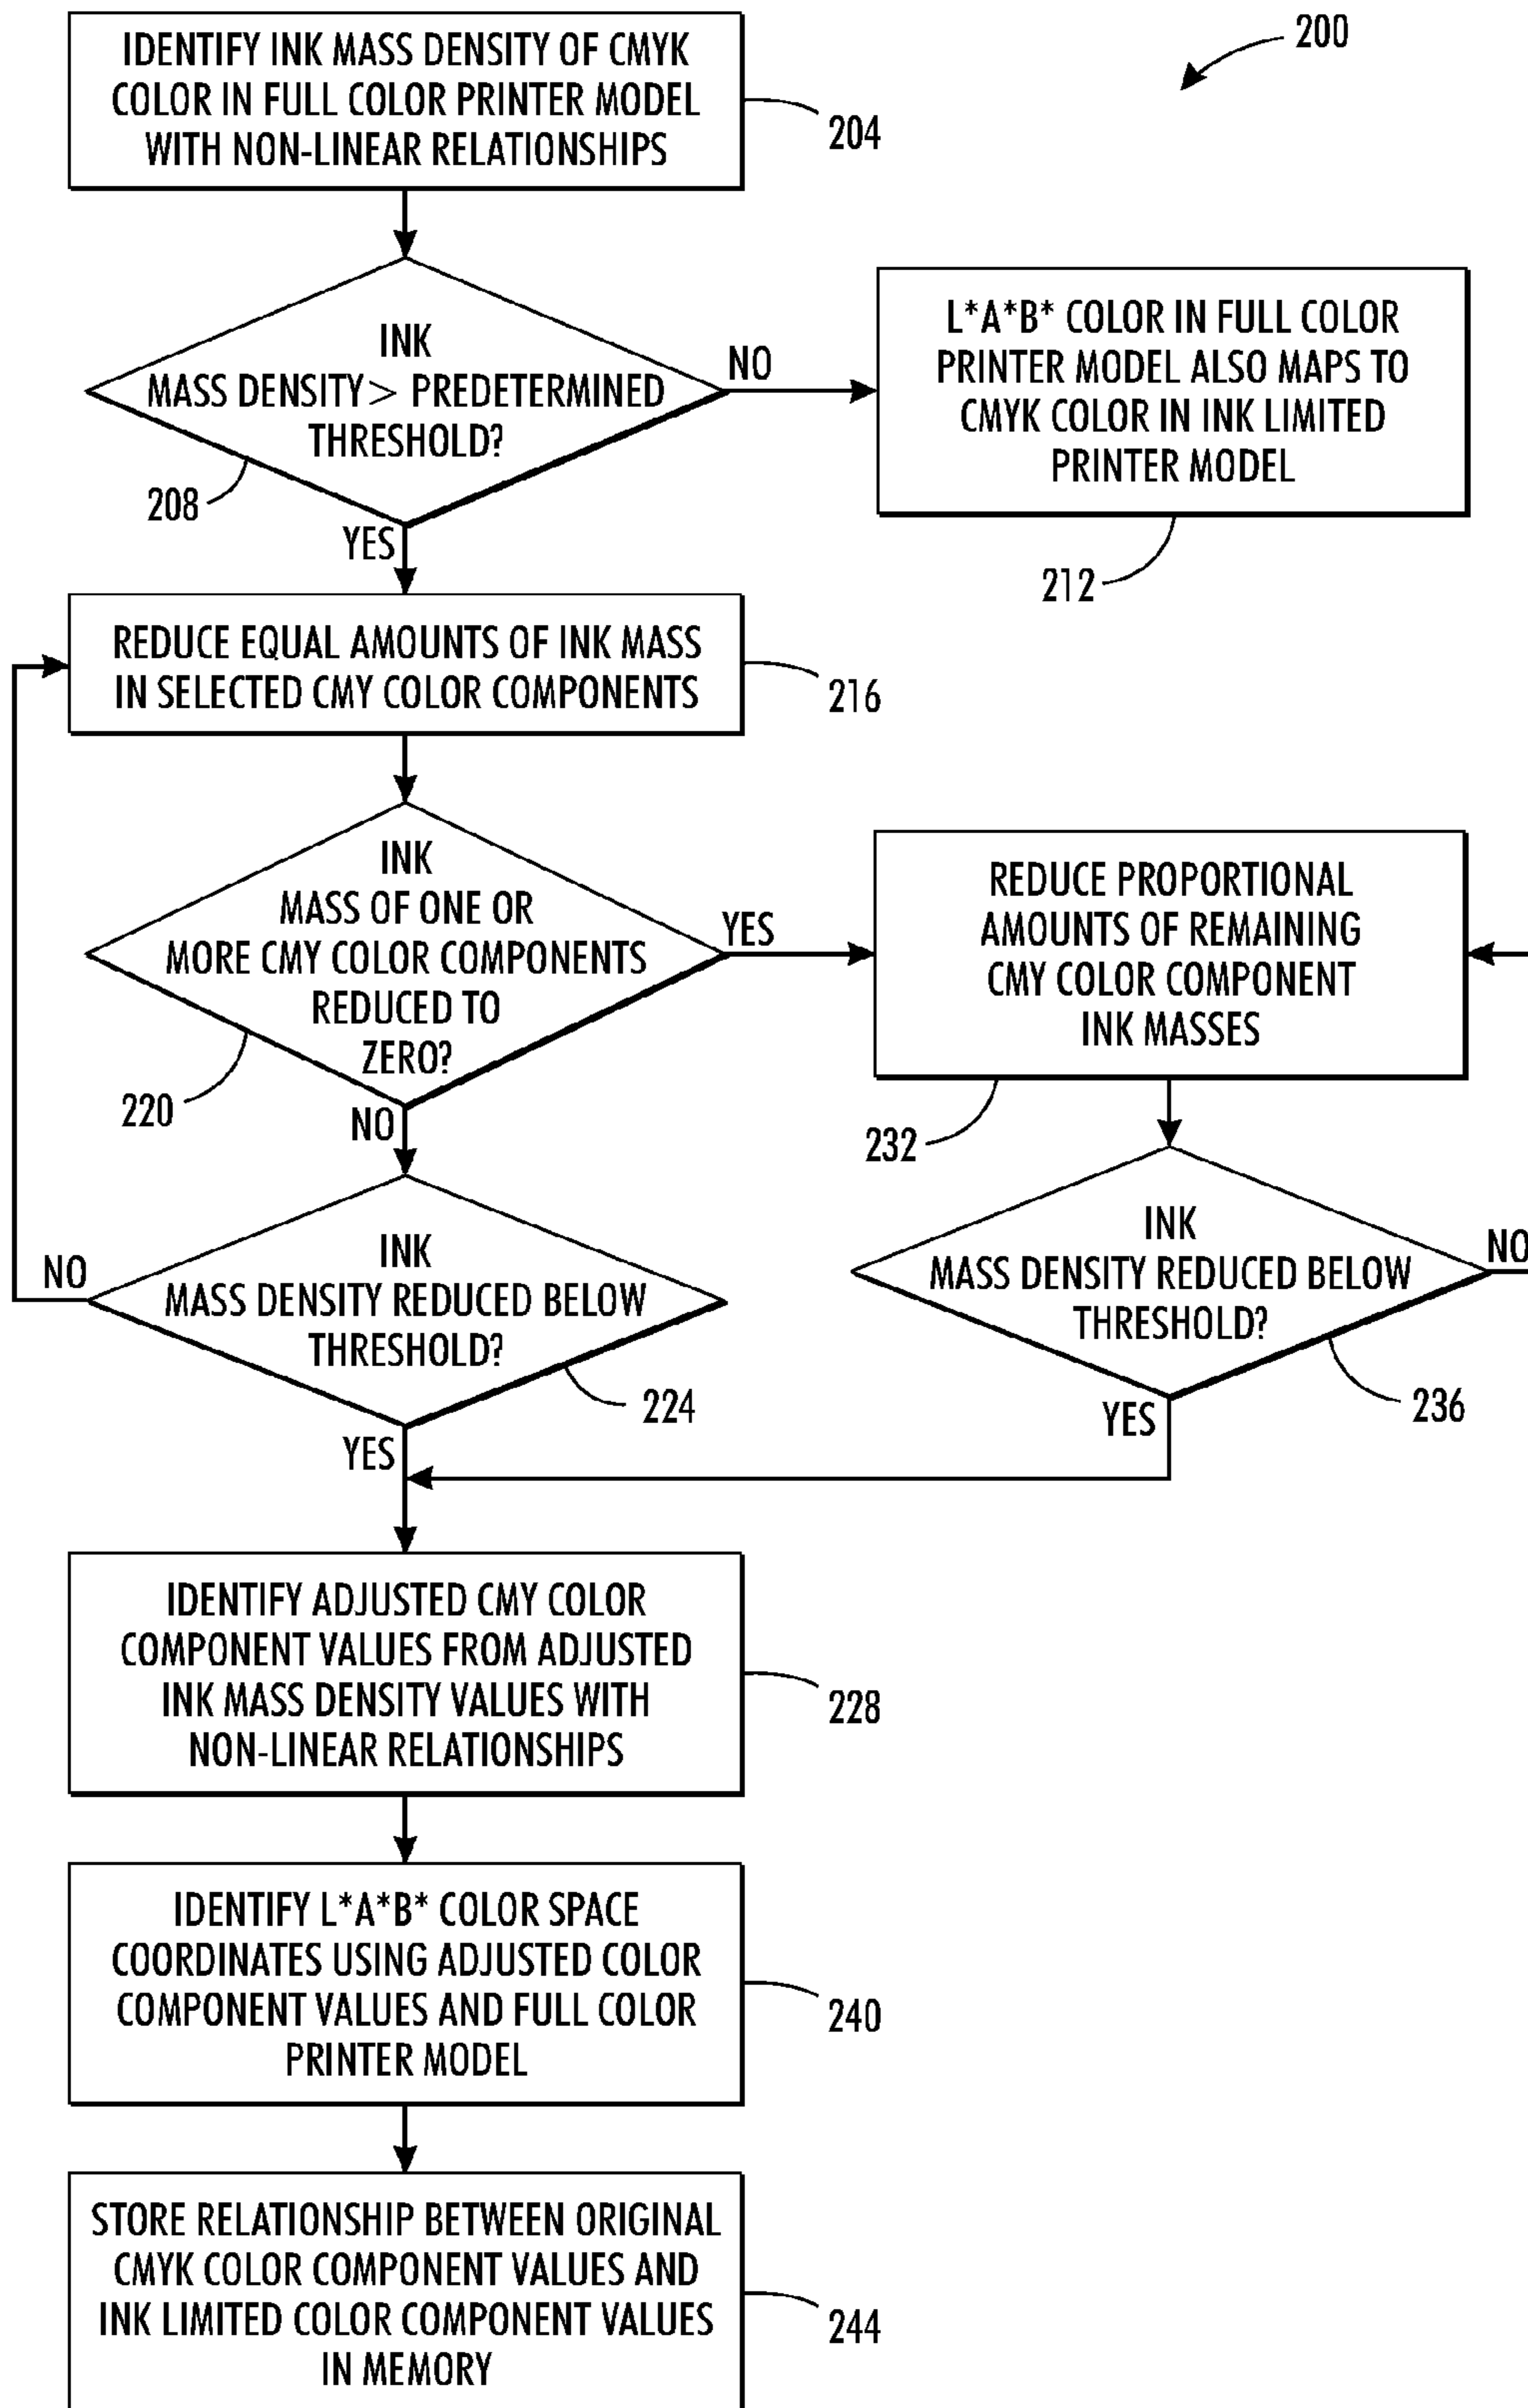 200
IDENTIFY INK MASS DENSITY OF CMYK
COLOR IN FULL COLOR PRINTER MODEL
WITH NON-LINEAR RELATIONSHIPS
204
INK
MASS DENSITY > PREDETERMINED
THRESHOLD?
208
NO
YES
L*A*B* COLOR IN FULL COLOR
PRINTER MODEL ALSO MAPS TO
CMYK COLOR IN INK LIMITED
PRINTER MODEL
212
REDUCE EQUAL AMOUNTS OF INK MASS
IN SELECTED CMY COLOR COMPONENTS
216
INK
MASS OF ONE OR
MORE CMY COLOR COMPONENTS
REDUCED TO
ZERO?
220
YES
NO
REDUCE PROPORTIONAL
AMOUNTS OF REMAINING
CMY COLOR COMPONENT
INK MASSES
232
INK
MASS DENSITY REDUCED BELOW
THRESHOLD?
224
NO
YES
INK
MASS DENSITY REDUCED BELOW
THRESHOLD?
236
NO
YES
IDENTIFY ADJUSTED CMY COLOR
COMPONENT VALUES FROM ADJUSTED
INK MASS DENSITY VALUES WITH
NON-LINEAR RELATIONSHIPS
228
IDENTIFY L*A*B* COLOR SPACE
COORDINATES USING ADJUSTED COLOR
COMPONENT VALUES AND FULL COLOR
PRINTER MODEL
240
STORE RELATIONSHIP BETWEEN ORIGINAL
CMYK COLOR COMPONENT VALUES AND
INK LIMITED COLOR COMPONENT VALUES
IN MEMORY
244